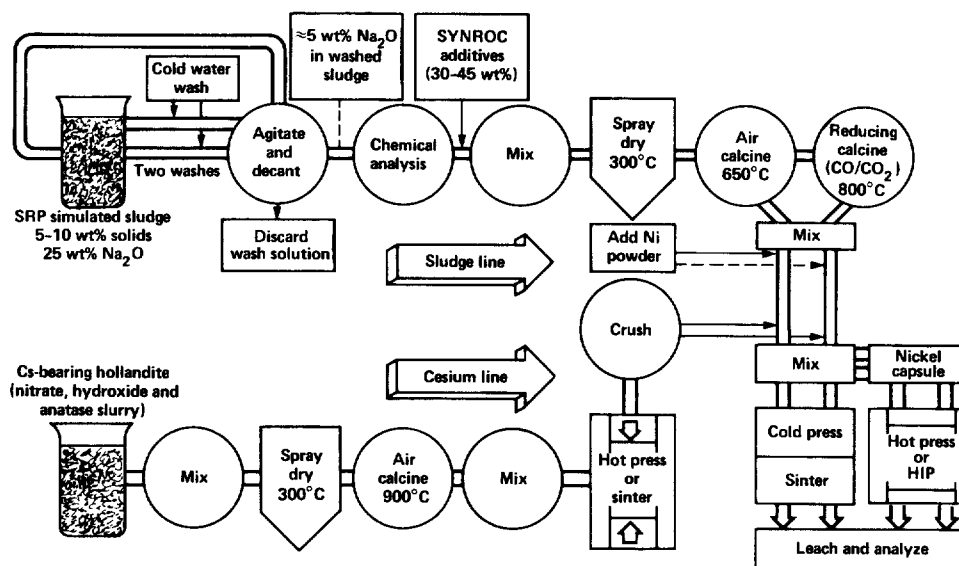 ≈5 wt% Na2O
in washed
sludge
SYNROC
additives
(30–45 wt%)
Cold water
wash
Agitate
and
decant
Two washes
Chemical
analysis
Mix
Spray
dry
300°C
Air
calcine
650°C
Reducing
calcine
(CO/CO2)
800°C
SRP simulated sludge
5–10 wt% solids
25 wt% Na2O
Discard
wash solution
Sludge line
Add Ni
powder
Mix
Crush
Cesium line
Mix
Nickel
capsule
Cs-bearing hollandite
(nitrate, hydroxide and
anatase slurry)
Mix
Spray
dry
300°C
Air
calcine
900°C
Mix
Hot press
or
sinter
Cold press
Sinter
Hot press
or
HIP
Leach and analyze